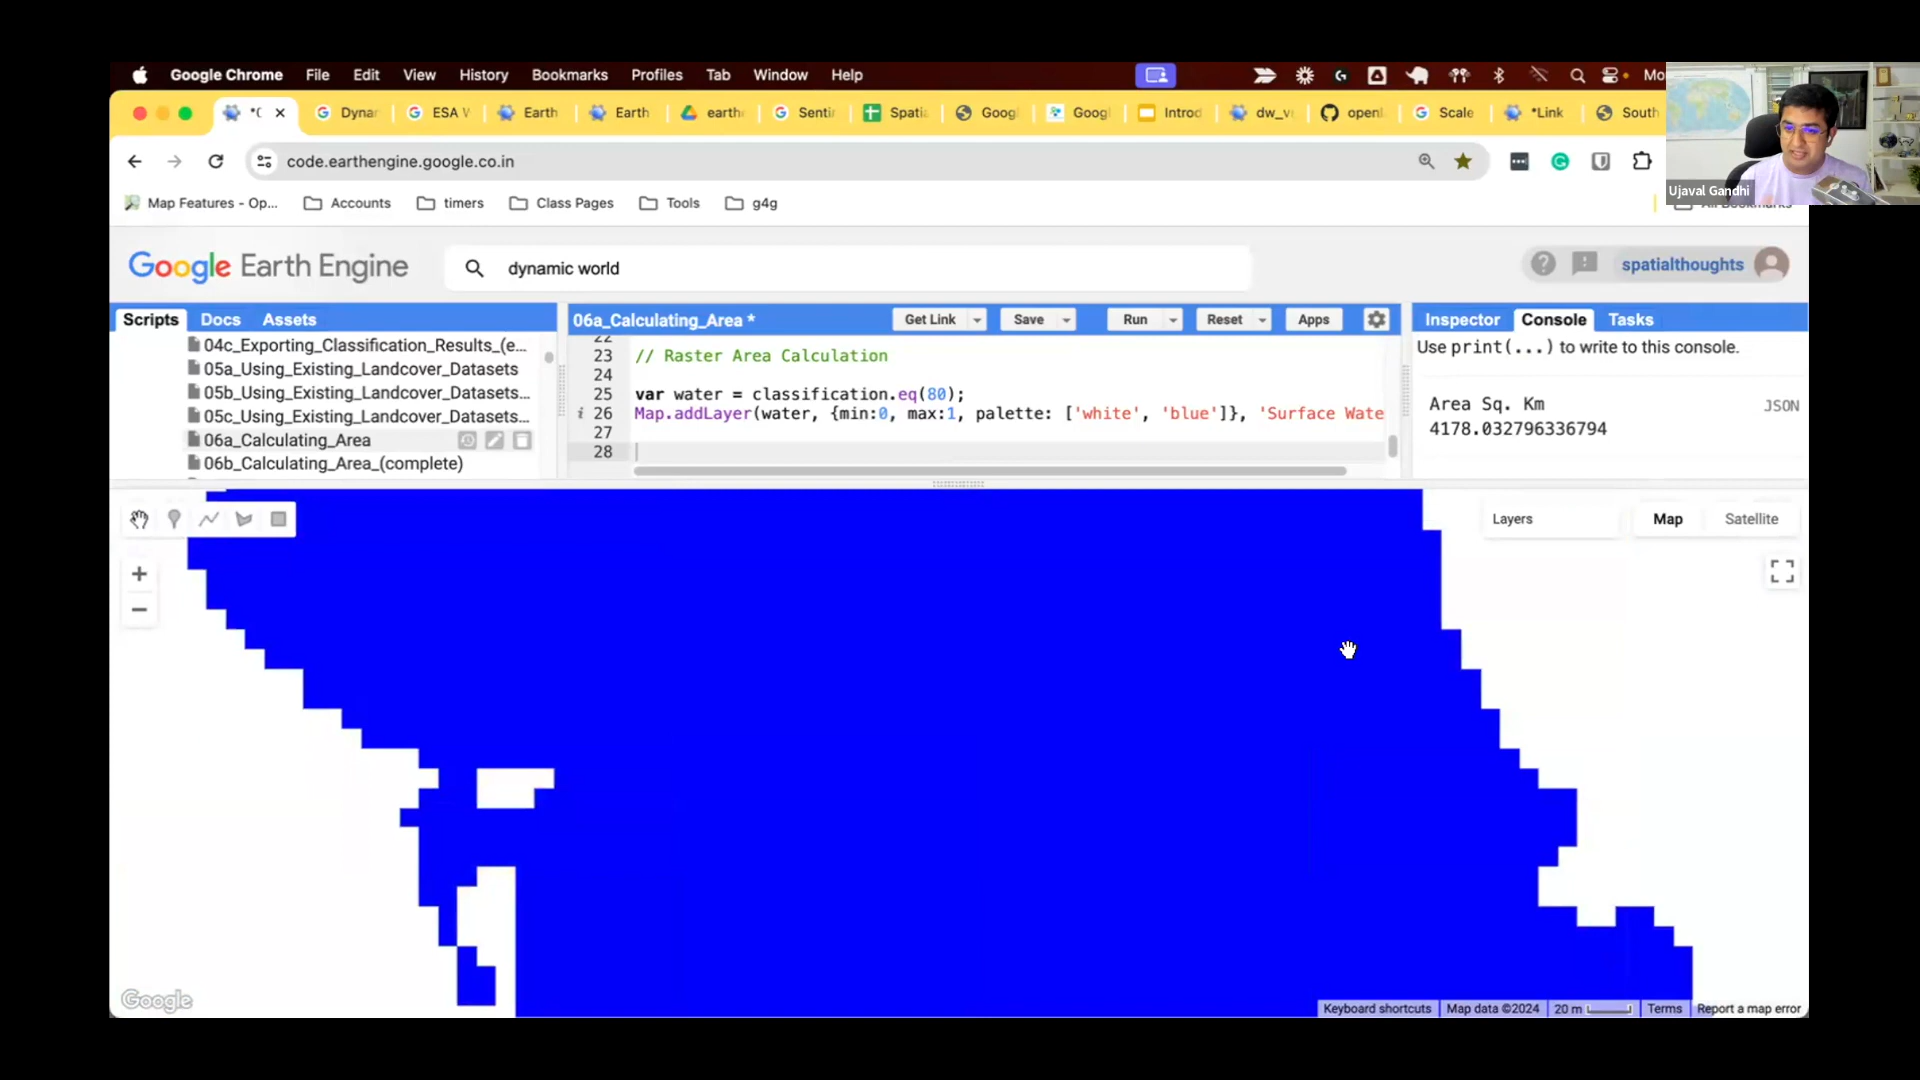 Google Chrome File Edit View History Bookmarks Profiles Tab Window Help Mo
*( Dynar ESA V Earth Earth earth Sentir Spatia Goog Goog Introd dw_v openl Scale *Link South
code.earthengine.google.co.in
Map Features - Op... Accounts timers Class Pages Tools g4g
Ujaval Gandhi
Google Earth Engine
dynamic world
spatialthoughts
Scripts Docs Assets
04c_Exporting_Classification_Results_(e...
05a_Using_Existing_Landcover_Datasets
05b_Using_Existing_Landcover_Datasets...
05c_Using_Existing_Landcover_Datasets...
06a_Calculating_Area
06b_Calculating_Area_(complete)
06a_Calculating_Area * Get Link Save Run Reset Apps
22
23 // Raster Area Calculation
24
25 var water = classification.eq(80);
i 26 Map.addLayer(water, {min:0, max:1, palette: ['white', 'blue']}, 'Surface Wate
27
28
Inspector Console Tasks
Use print(...) to write to this console.
Area Sq. Km JSON
4178.032796336794
Layers Map Satellite
Google
Keyboard shortcuts Map data ©2024 20 m Terms Report a map error